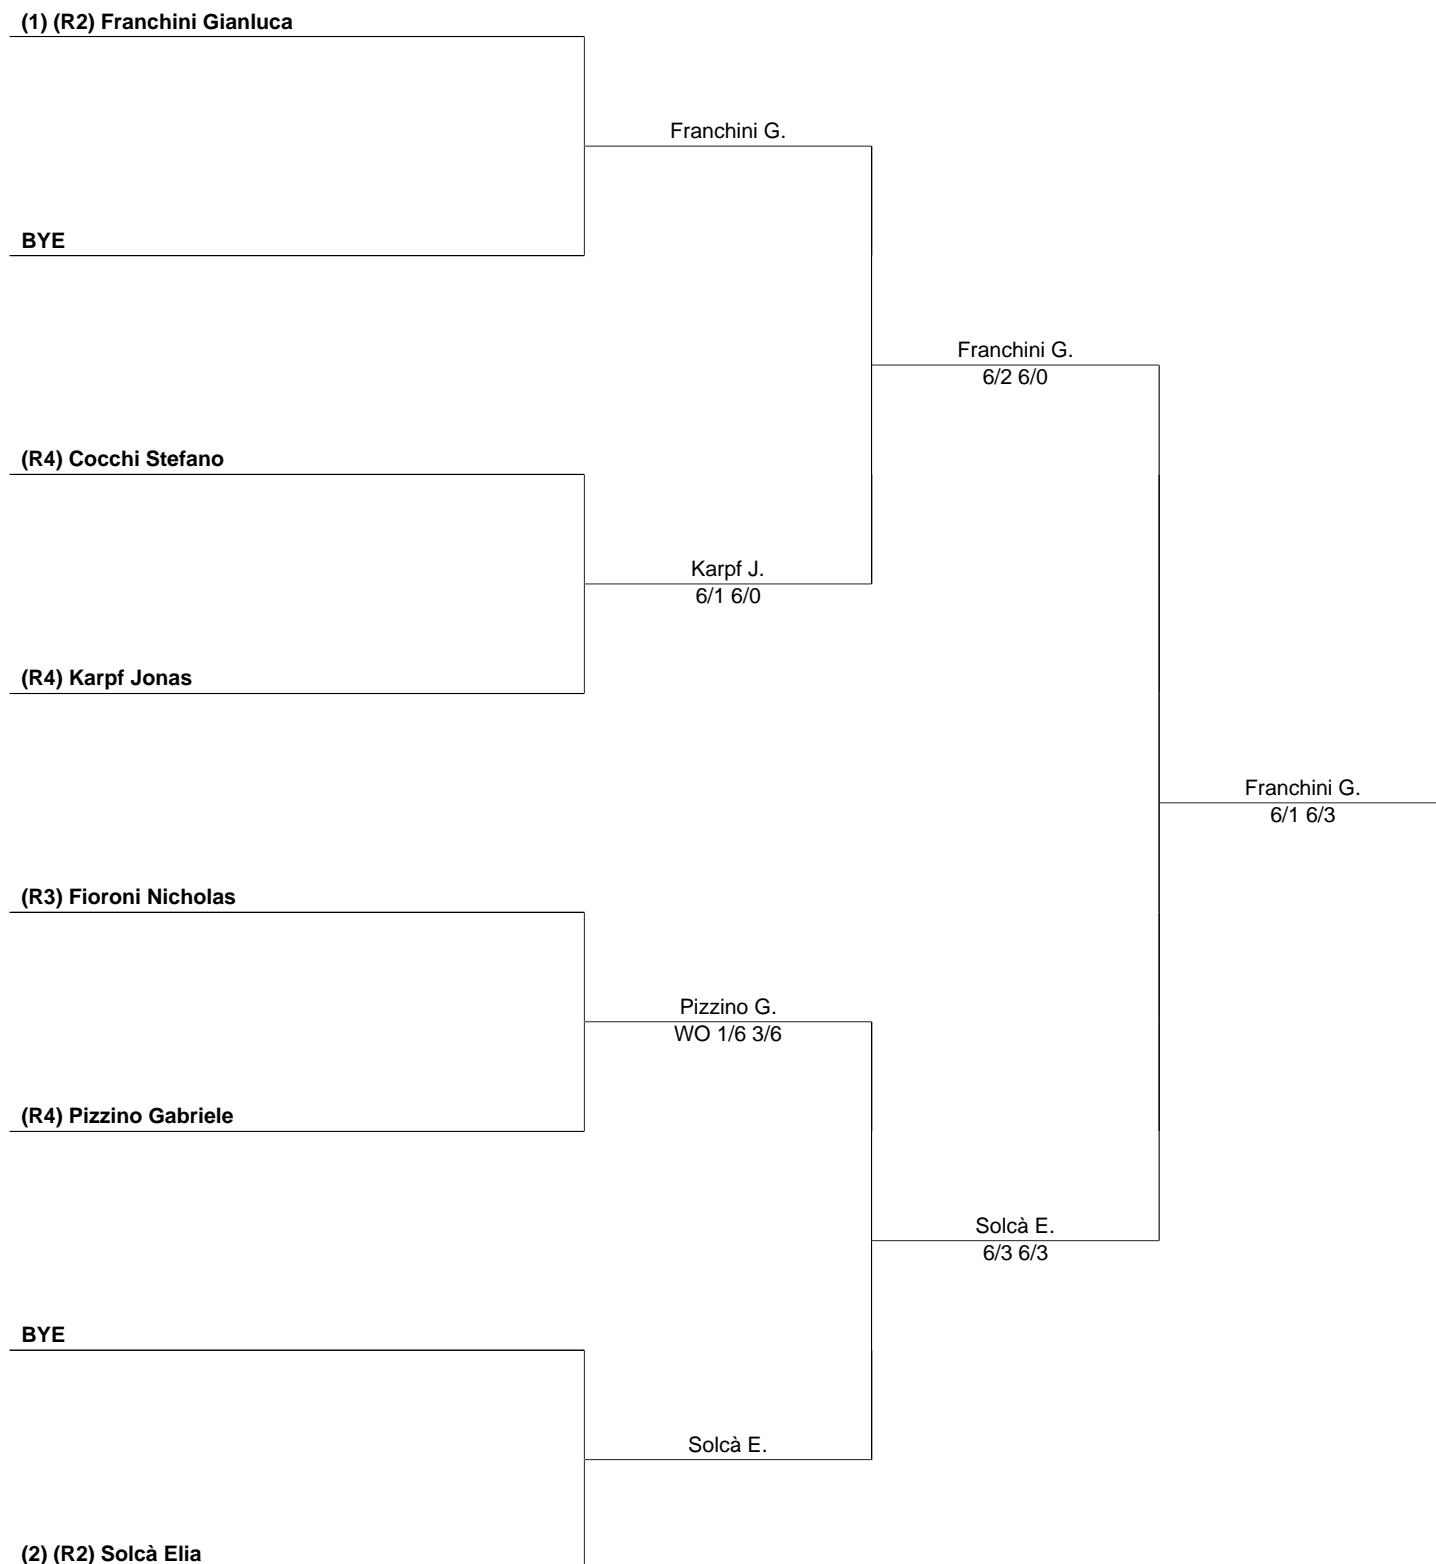 (1) (R2) Franchini Gianluca
Franchini G.
BYE
Franchini G.
6/2 6/0
(R4) Cocchi Stefano
Karpf J.
6/1 6/0
(R4) Karpf Jonas
Franchini G.
6/1 6/3
(R3) Fioroni Nicholas
Pizzino G.
WO 1/6 3/6
(R4) Pizzino Gabriele
Solcà E.
6/3 6/3
BYE
Solcà E.
(2) (R2) Solcà Elia